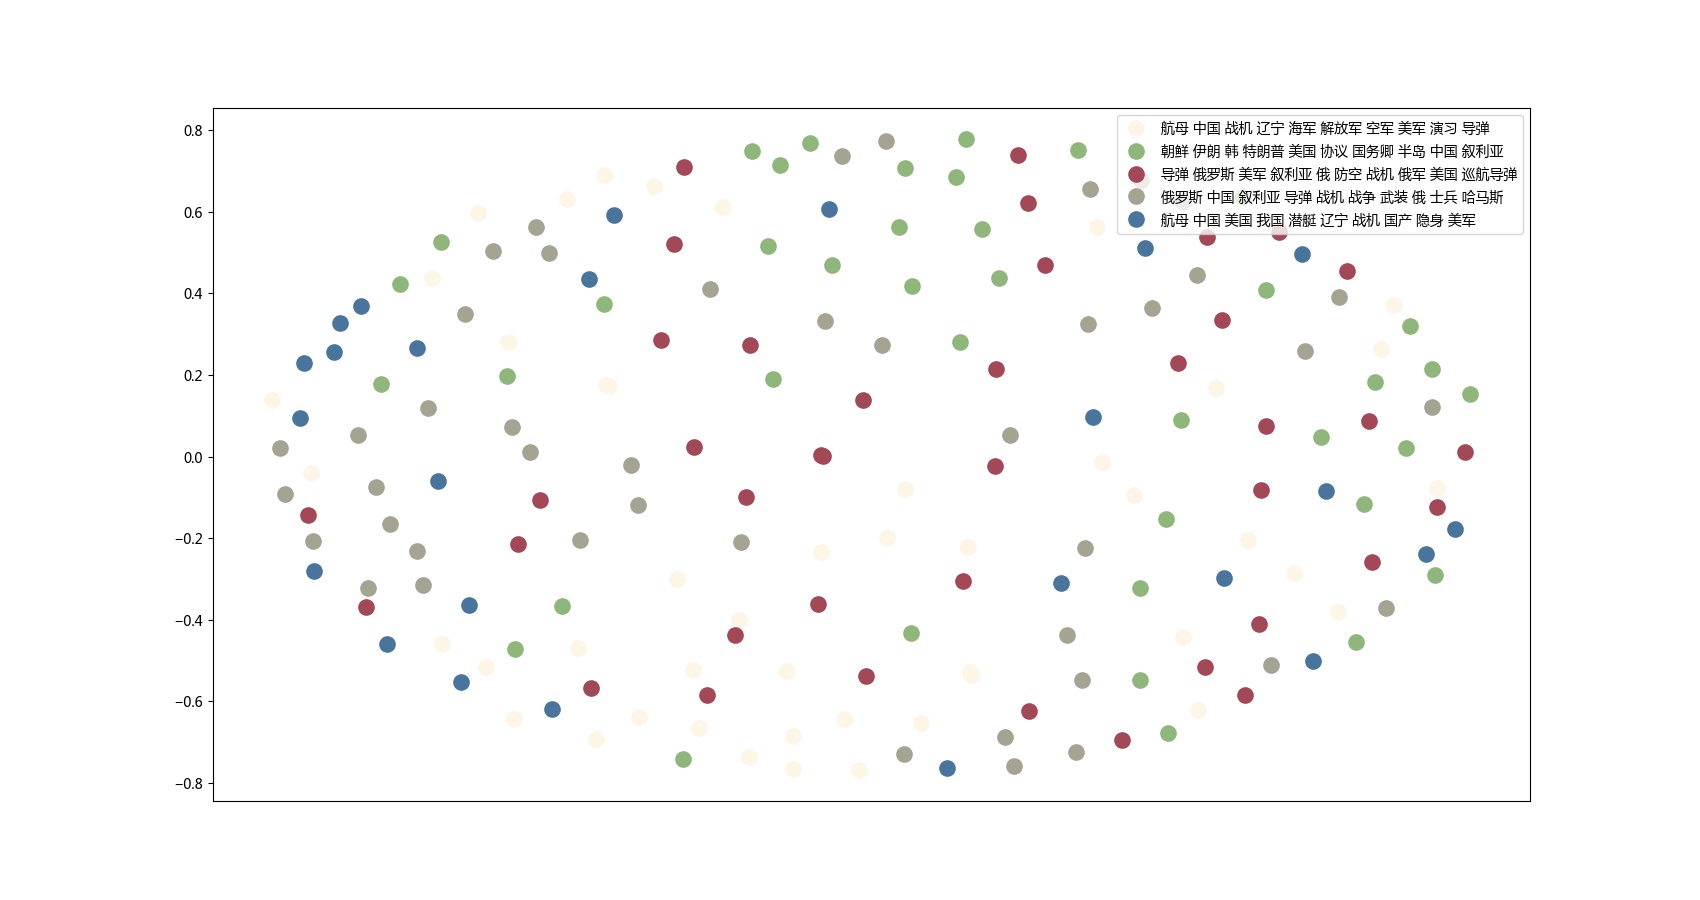 航母 中国 战机 辽宁 海军 解放军 空军 美军 演习 导弹
朝鲜 伊朗 韩 特朗普 美国 协议 国务卿 半岛 中国 叙利亚
导弹 俄罗斯 美军 叙利亚 俄 防空 战机 俄军 美国 巡航导弹
俄罗斯 中国 叙利亚 导弹 战机 战争 武装 俄 士兵 哈马斯
航母 中国 美国 我国 潜艇 辽宁 战机 国产 隐身 美军
0.8
0.6
0.4
0.2
0.0
−0.2
−0.4
−0.6
−0.8